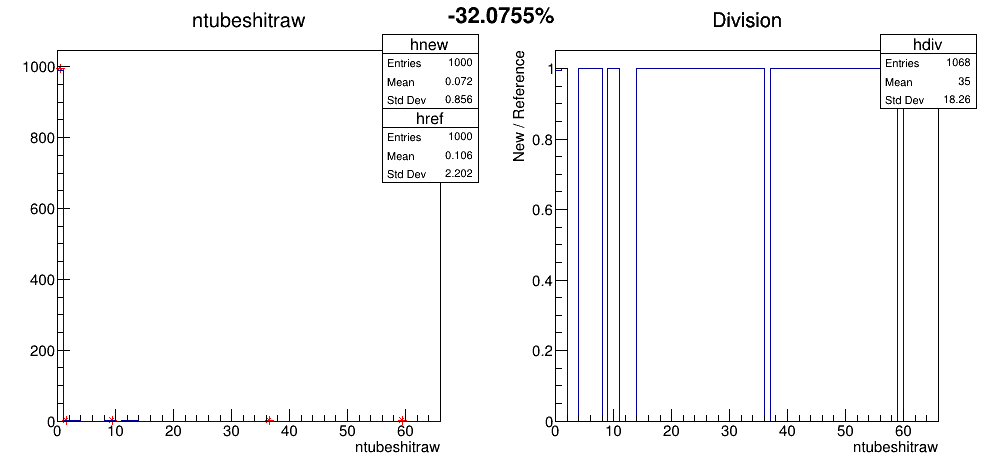 -32.0755%
ntubeshitraw
hnew
Entries 1000
Mean 0.072
Std Dev 0.856
href
Entries 1000
Mean 0.106
Std Dev 2.202
1000
800
600
400
200
0
0 10 20 30 40 50 60
ntubeshitraw
Division
hdiv
Entries 1068
Mean 35
Std Dev 18.26
New / Reference
1
0.8
0.6
0.4
0.2
0
0 10 20 30 40 50 60
ntubeshitraw